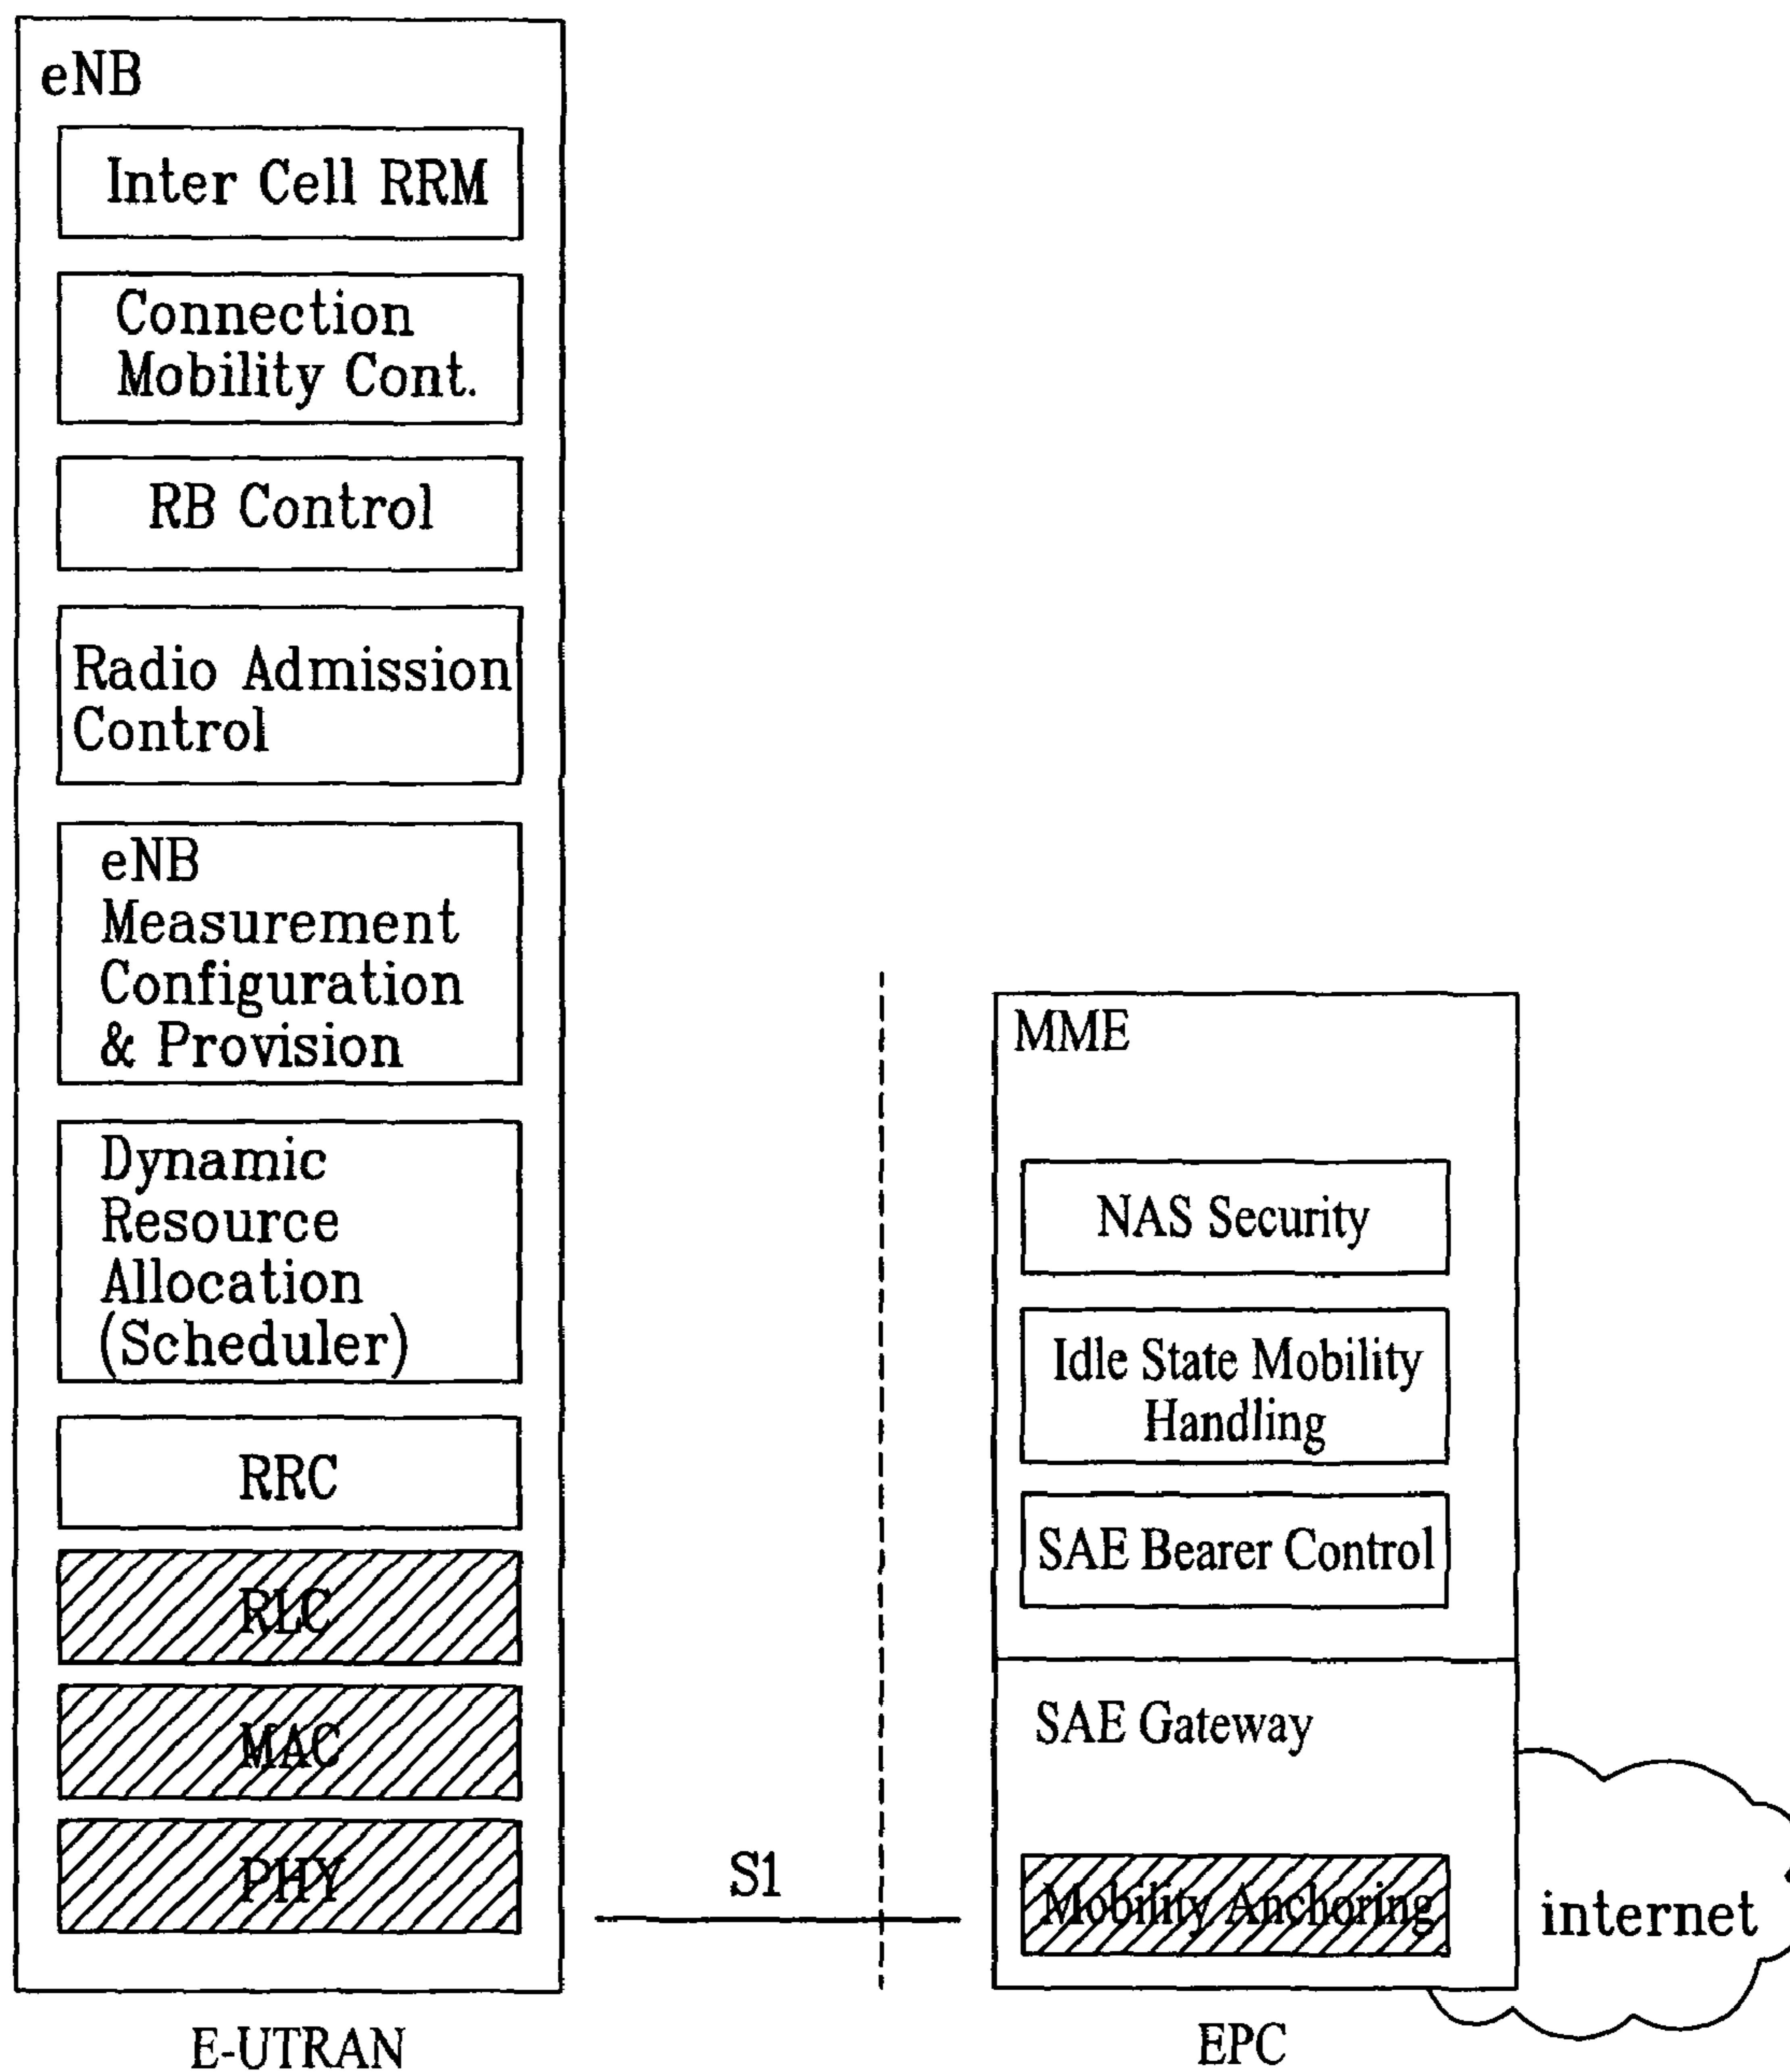 eNB
Inter Cell RRM
Connection
Mobility Cont.
RB Control
Radio Admission
Control
eNB
Measurement
Configuration
& Provision
Dynamic
Resource
Allocation
(Scheduler)
RRC
RLC
MAC
PHY
E-UTRAN
S1
MME
NAS Security
Idle State Mobility
Handling
SAE Bearer Control
SAE Gateway
Mobility Anchoring
EPC
internet